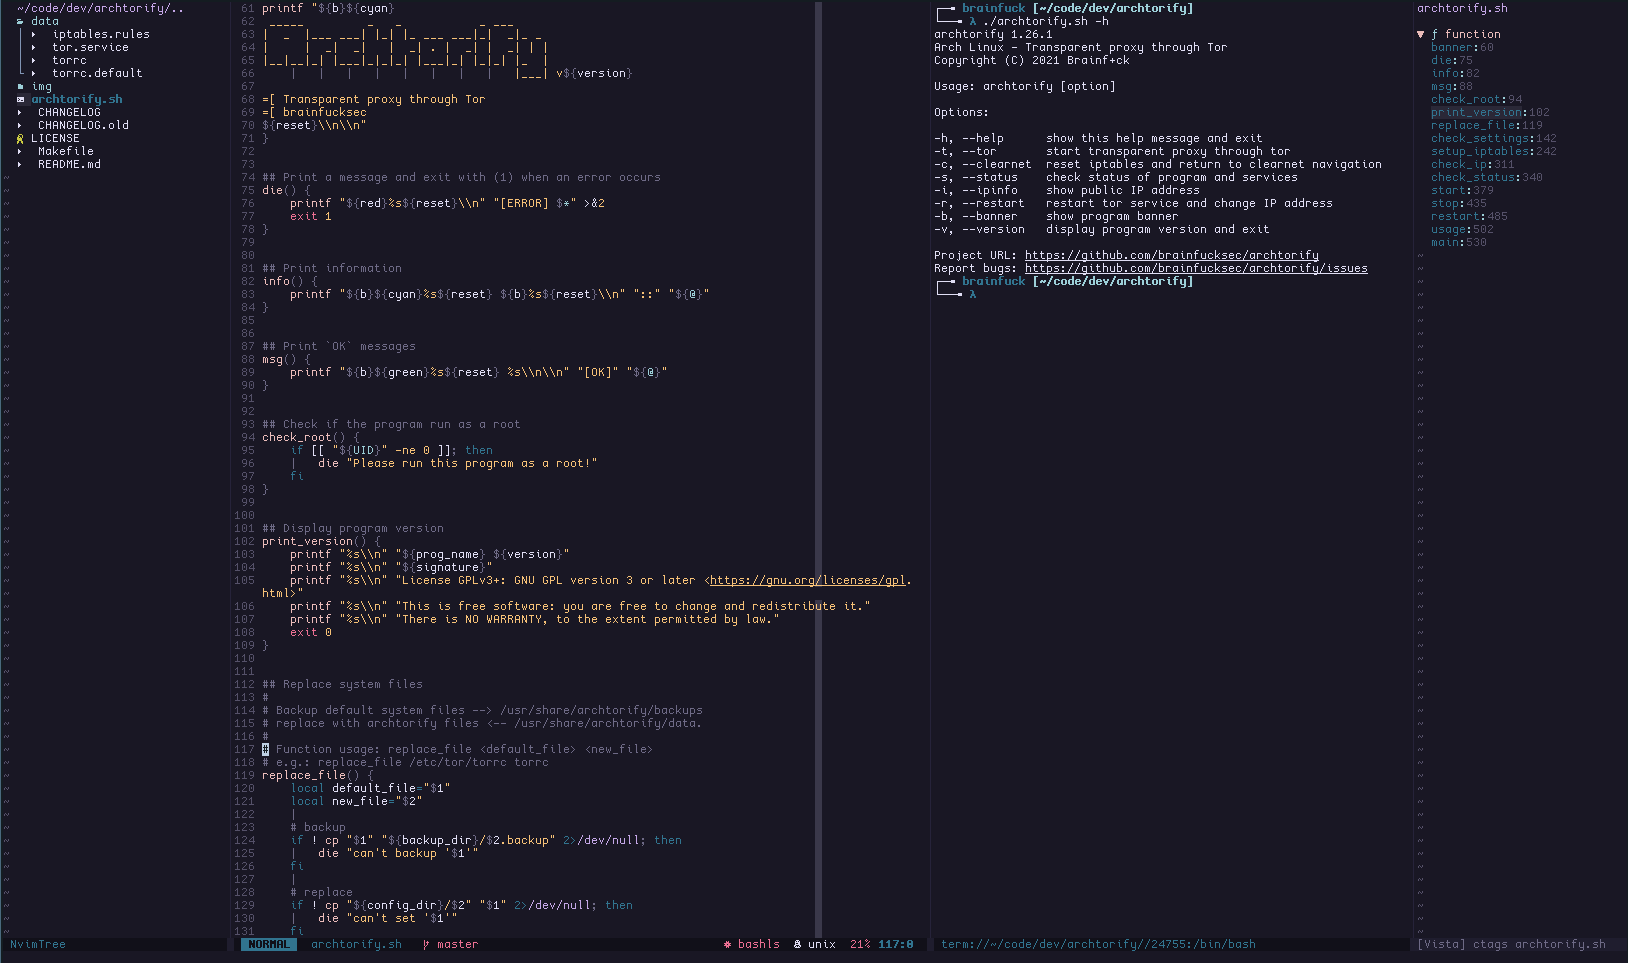 ~/code/dev/archtorify/..
data
iptables.rules
tor.service
torrc
torrc.default
img
archtorify.sh
CHANGELOG
CHANGELOG.old
LICENSE
Makefile
README.md
NvimTree
61 printf "${b}${cyan}
62
63
64
65
66 v${version}
67
68 =[ Transparent proxy through Tor
69 =[ brainfucksec
70 ${reset}\\n\\n"
71 }
72
73
74 ## Print a message and exit with (1) when an error occurs
75 die() {
76     printf "${red}%s${reset}\\n" "[ERROR] $*" >&2
77     exit 1
78 }
79
80
81 ## Print information
82 info() {
83     printf "${b}${cyan}%s${reset} ${b}%s${reset}\\n" "::" "${@}"
84 }
85
86
87 ## Print `OK` messages
88 msg() {
89     printf "${b}${green}%s${reset} %s\\n\\n" "[OK]" "${@}"
90 }
91
92
93 ## Check if the program run as a root
94 check_root() {
95     if [[ "${UID}" -ne 0 ]]; then
96     |   die "Please run this program as a root!"
97     fi
98 }
99
100
101 ## Display program version
102 print_version() {
103     printf "%s\\n" "${prog_name} ${version}"
104     printf "%s\\n" "${signature}"
105     printf "%s\\n" "License GPLv3+: GNU GPL version 3 or later <https://gnu.org/licenses/gpl.
html>"
106     printf "%s\\n" "This is free software: you are free to change and redistribute it."
107     printf "%s\\n" "There is NO WARRANTY, to the extent permitted by law."
108     exit 0
109 }
110
111
112 ## Replace system files
113 #
114 # Backup default system files --> /usr/share/archtorify/backups
115 # replace with archtorify files <-- /usr/share/archtorify/data.
116 #
117 # Function usage: replace_file <default_file> <new_file>
118 # e.g.: replace_file /etc/tor/torrc torrc
119 replace_file() {
120     local default_file="$1"
121     local new_file="$2"
122     |
123     # backup
124     if ! cp "$1" "${backup_dir}/$2.backup" 2>/dev/null; then
125     |   die "can't backup '$1'"
126     fi
127     |
128     # replace
129     if ! cp "${config_dir}/$2" "$1" 2>/dev/null; then
130     |   die "can't set '$1'"
131     fi
NORMAL archtorify.sh master bashls unix 21% 117:0
brainfuck [~/code/dev/archtorify]
λ ./archtorify.sh -h
archtorify 1.26.1
Arch Linux - Transparent proxy through Tor
Copyright (C) 2021 Brainf+ck
Usage: archtorify [option]
Options:
-h, --help      show this help message and exit
-t, --tor       start transparent proxy through tor
-c, --clearnet  reset iptables and return to clearnet navigation
-s, --status    check status of program and services
-i, --ipinfo    show public IP address
-r, --restart   restart tor service and change IP address
-b, --banner    show program banner
-v, --version   display program version and exit
Project URL: https://github.com/brainfucksec/archtorify
Report bugs: https://github.com/brainfucksec/archtorify/issues
brainfuck [~/code/dev/archtorify]
λ
term://~/code/dev/archtorify//24755:/bin/bash
archtorify.sh
▼ ƒ function
banner:60
die:75
info:82
msg:88
check_root:94
print_version:102
replace_file:119
check_settings:142
setup_iptables:242
check_ip:311
check_status:340
start:379
stop:435
restart:485
usage:502
main:530
[Vista] ctags archtorify.sh